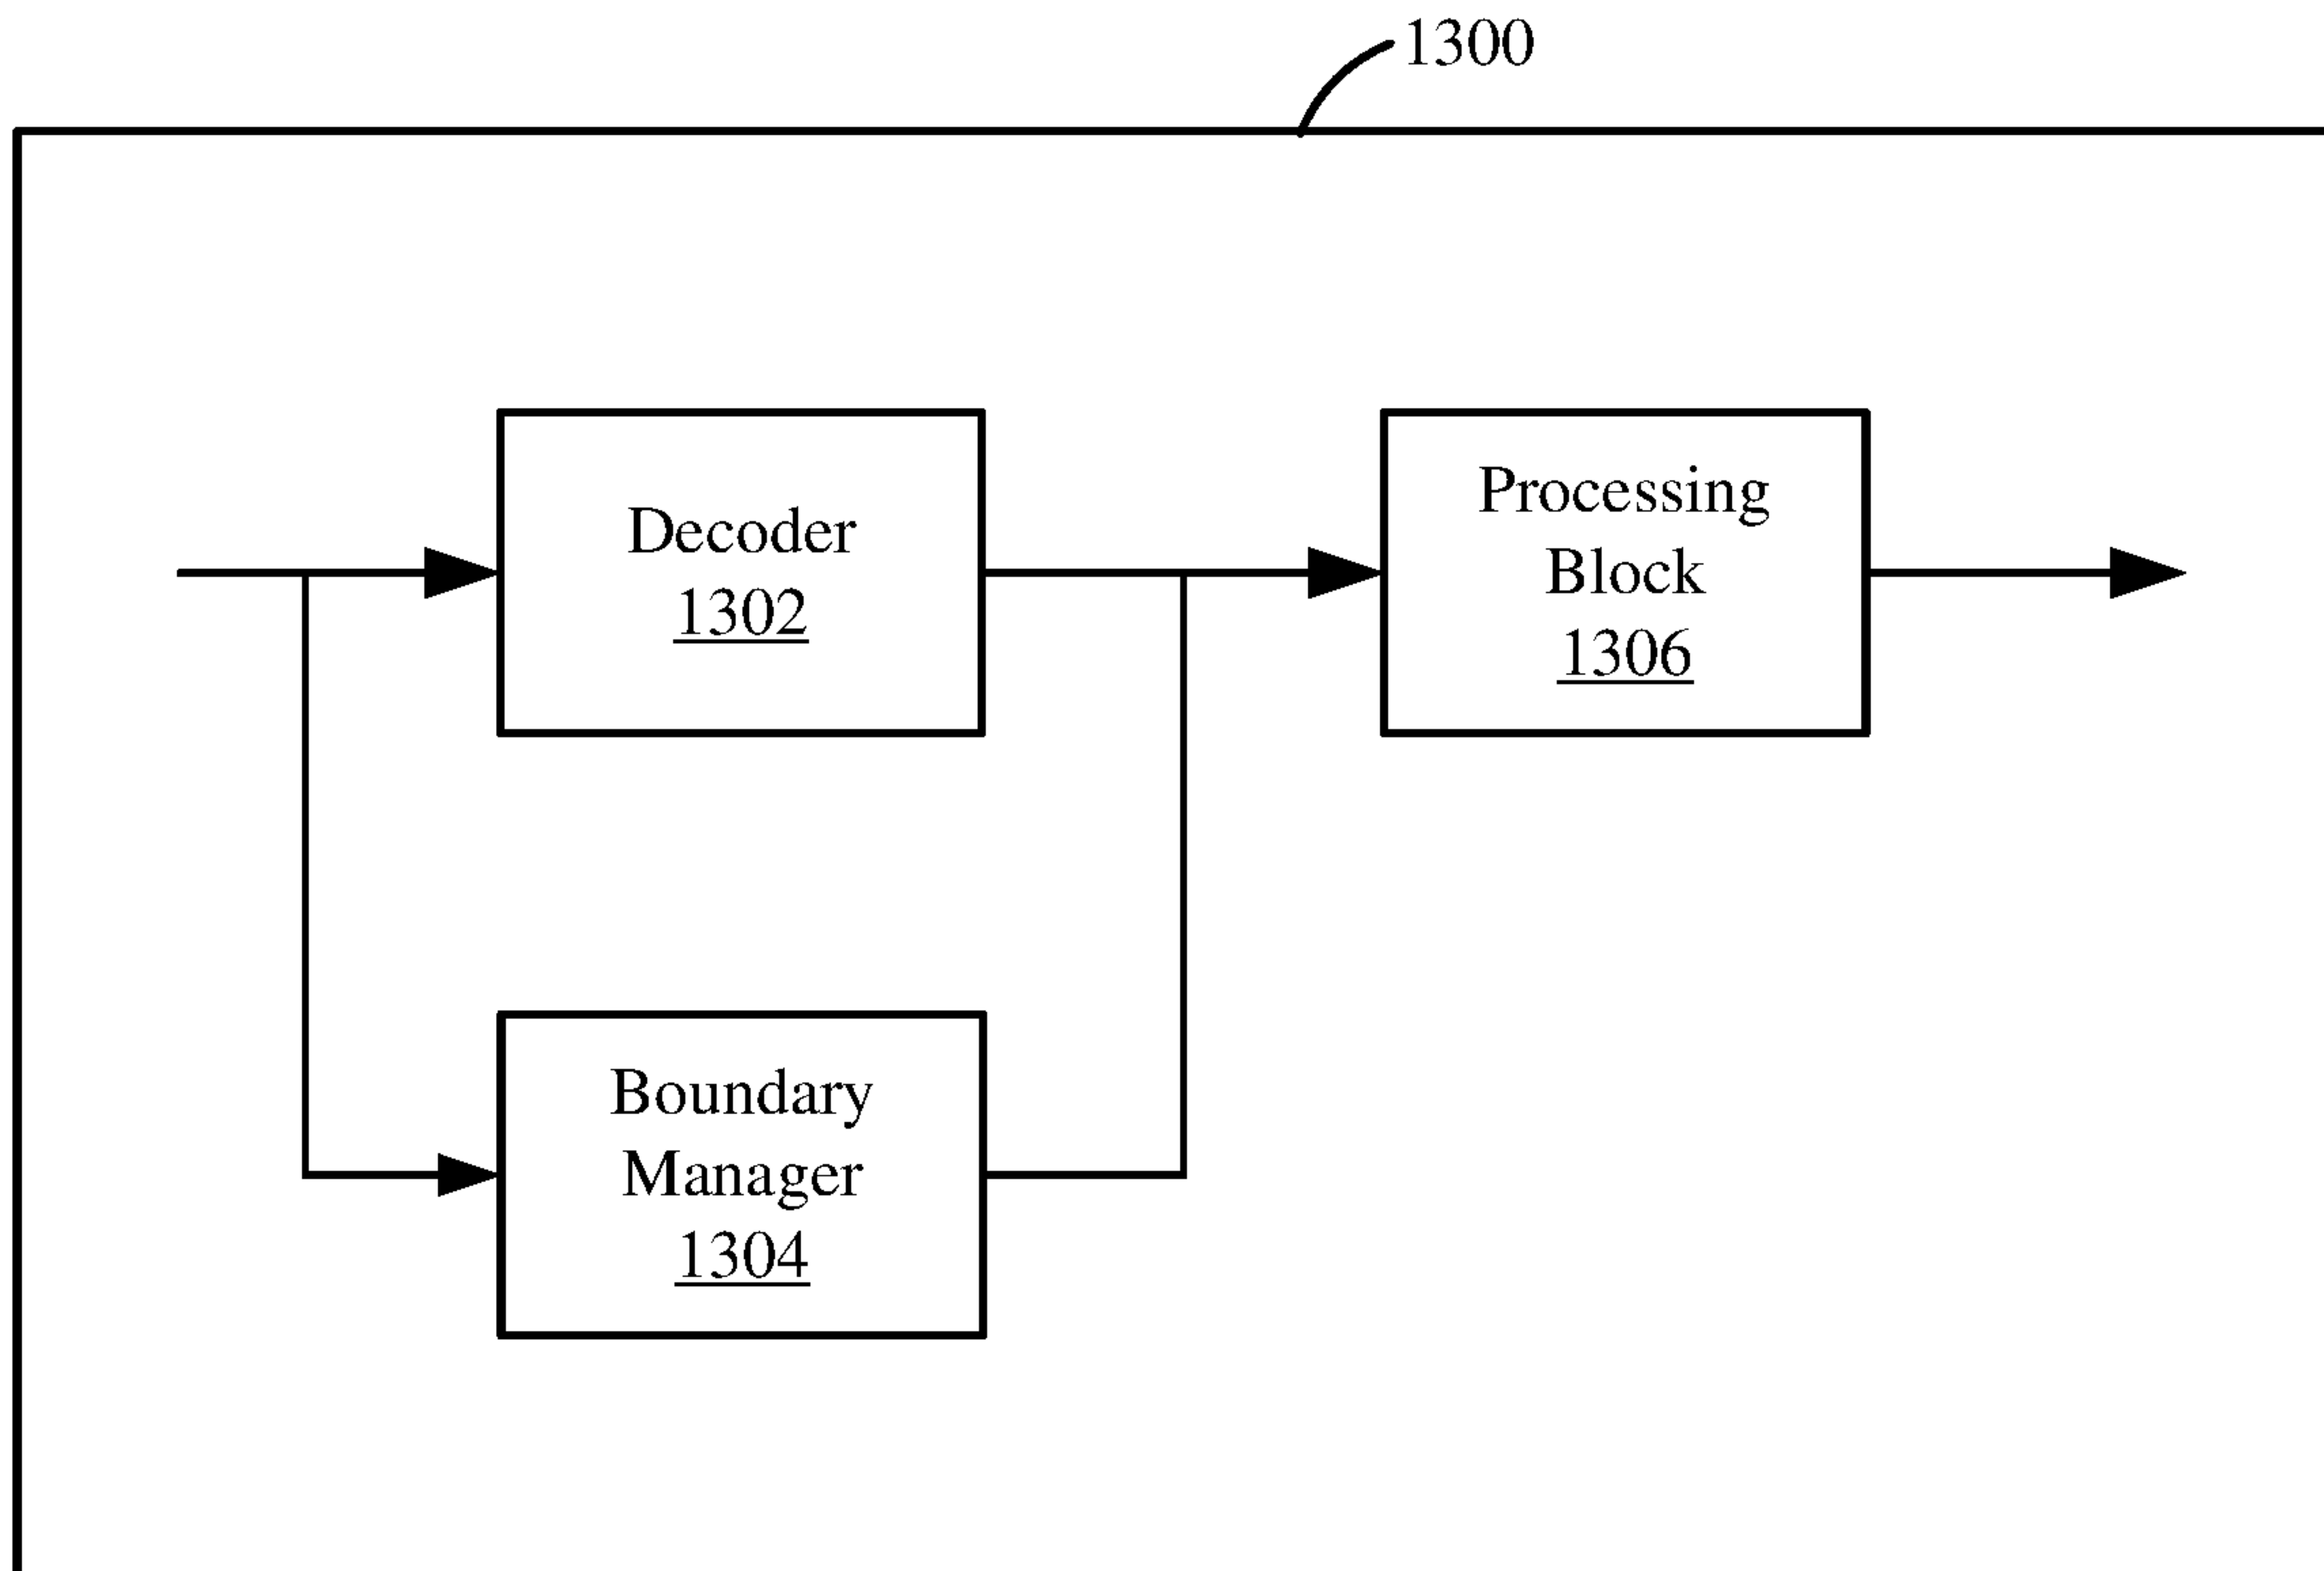 1300
Decoder
1302
Processing
Block
1306
Boundary
Manager
1304